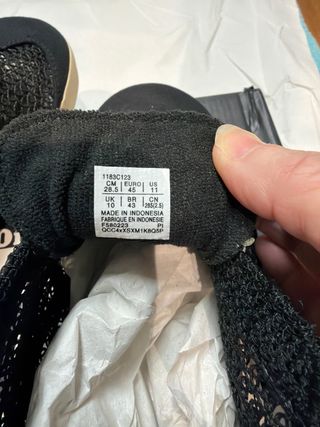 1183C123
CM EURO US
28.5 45 11
UK BR CN
10 43 285(2.5)
MADE IN INDONESIA
FABRIQUE EN INDONESIE
FS80223 PI